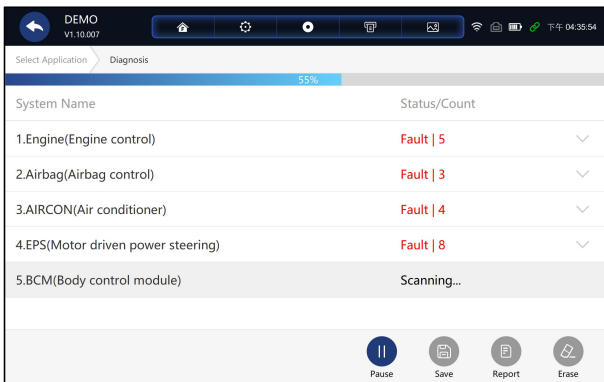 DEMO
V1.10.007
下午 04:35:54
Select Application Diagnosis
55%
System Name Status/Count
1.Engine(Engine control) Fault | 5
2.Airbag(Airbag control) Fault | 3
3.AIRCON(Air conditioner) Fault | 4
4.EPS(Motor driven power steering) Fault | 8
5.BCM(Body control module) Scanning...
Pause Save Report Erase